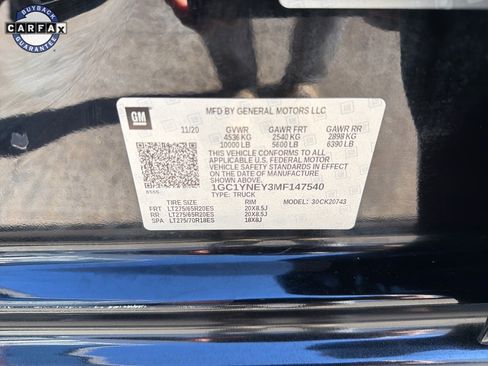 BUYBACK
CARFAX
GUARANTEE
GM
MFD BY GENERAL MOTORS LLC
11/20 GVWR GAWR FRT GAWR RR
4536 KG 2540 KG 2898 KG
10000 LB 5600 LB 6390 LB
THIS VEHICLE CONFORMS TO ALL
APPLICABLE U.S. FEDERAL MOTOR
VEHICLE SAFETY STANDARDS IN
EFFECT ON THE DATE OF
MANUFACTURE SHOWN ABOVE.
1GC1YNEY3MF147540
TYPE: TRUCK
TIRE SIZE RIM 30CK20743
FRT LT275/65R20ES 20X8.5J
RR LT275/65R20ES 20X8.5J
SPA LT275/70R18ES 18X8J